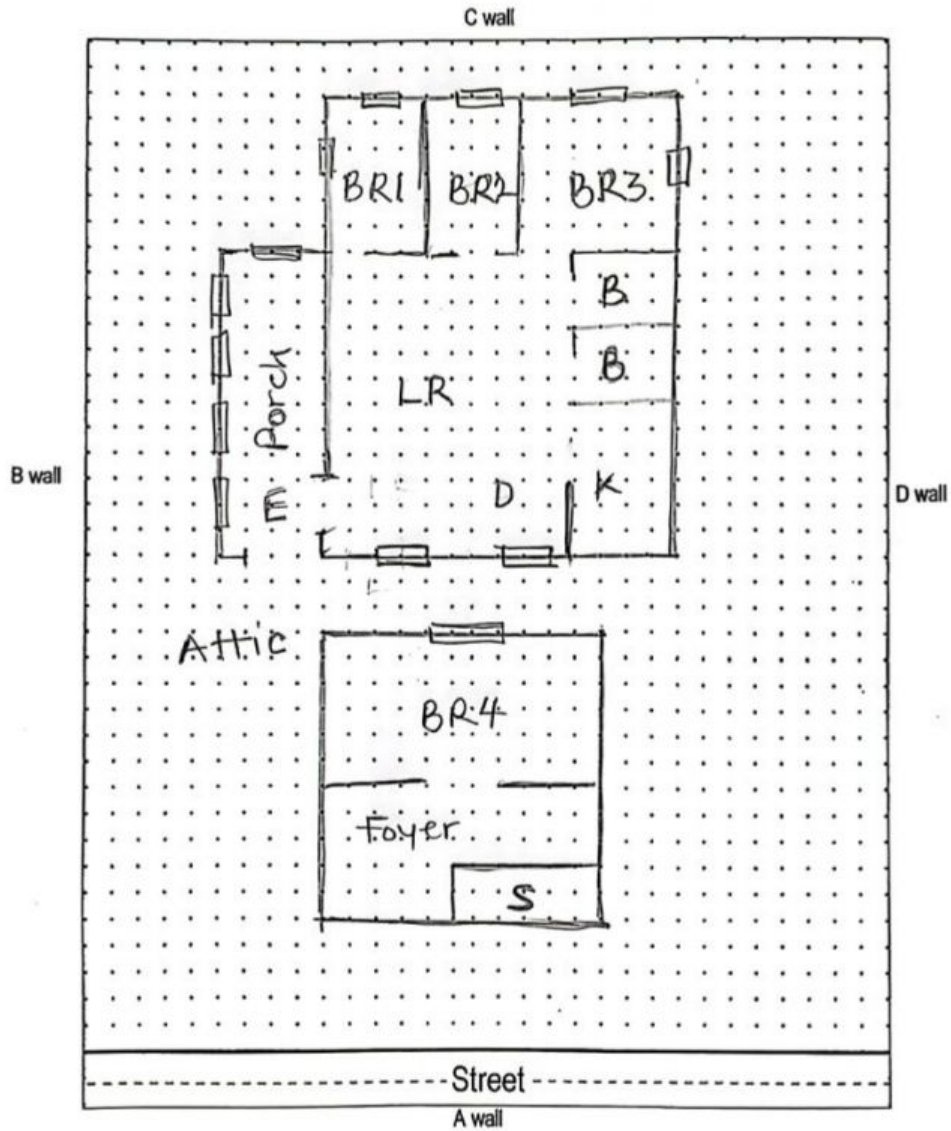 C wall
BR1 BR2 BR3
B
B
Porch
LR
B wall
E D K
D wall
Attic
BR4
Foyer
S
Street
A wall